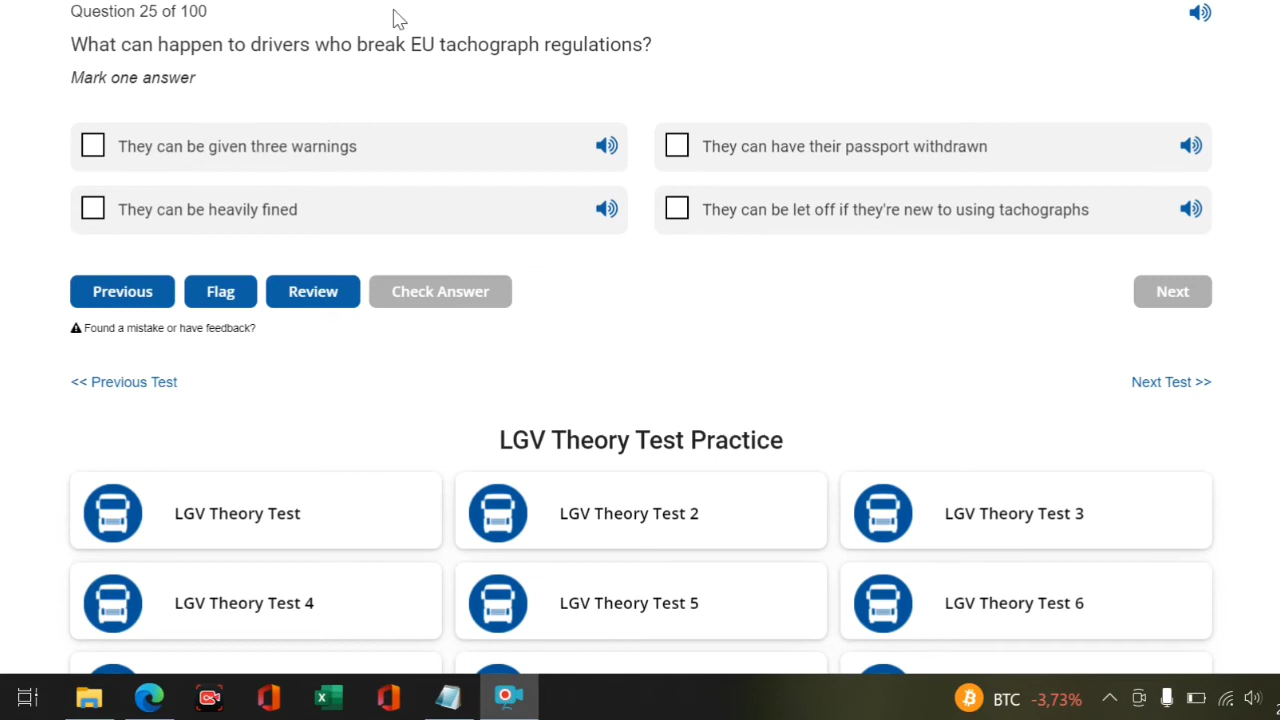 Question 25 of 100
What can happen to drivers who break EU tachograph regulations?
Mark one answer
They can be given three warnings
They can have their passport withdrawn
They can be heavily fined
They can be let off if they're new to using tachographs
Previous
Flag
Review
Check Answer
Next
Found a mistake or have feedback?
<< Previous Test
Next Test >>
LGV Theory Test Practice
LGV Theory Test
LGV Theory Test 2
LGV Theory Test 3
LGV Theory Test 4
LGV Theory Test 5
LGV Theory Test 6
BTC -3,73%